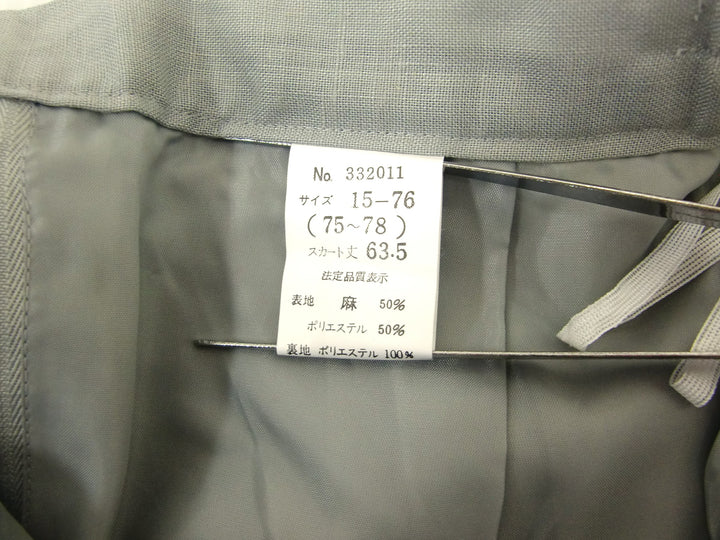 No. 332011
サイズ 15-76
(75~78)
スカート丈 63.5
法定品質表示
表地 麻 50%
ポリエステル 50%
裏地 ポリエステル 100%